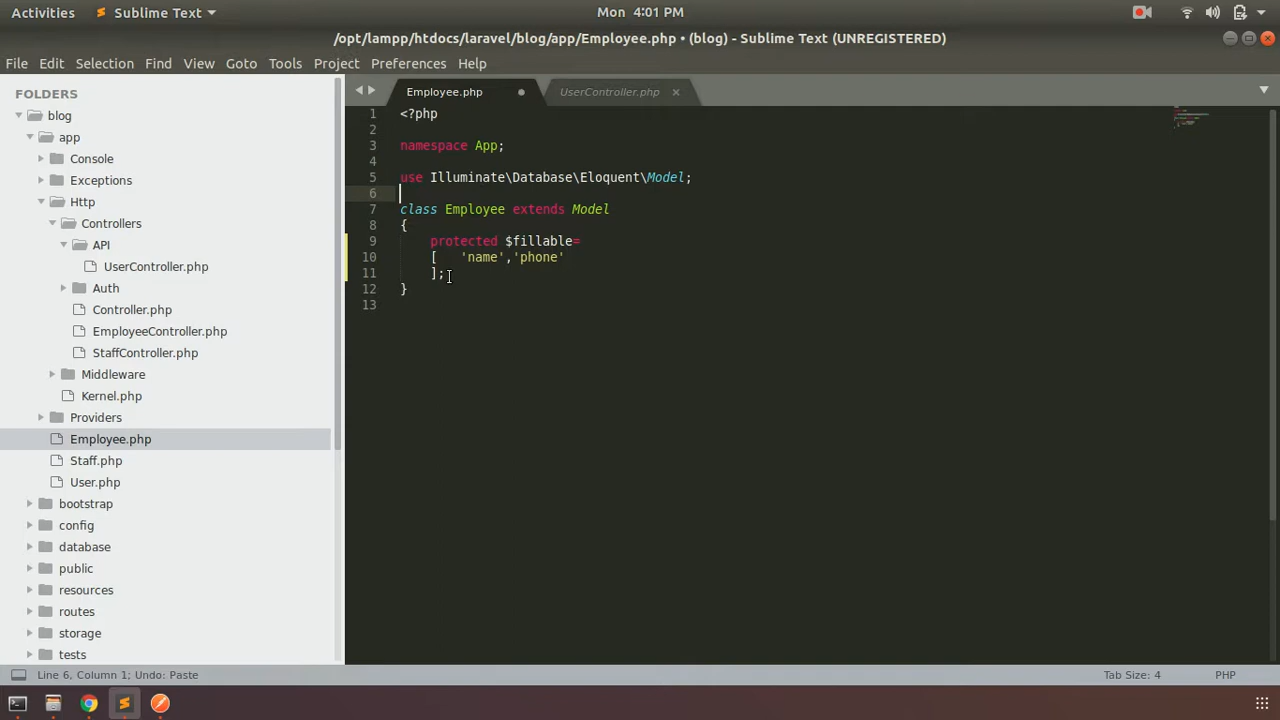 Activities Sublime Text Mon 4:01 PM
/opt/lampp/htdocs/laravel/blog/app/Employee.php • (blog) - Sublime Text (UNREGISTERED)
File Edit Selection Find View Goto Tools Project Preferences Help
FOLDERS
blog
app
Console
Exceptions
Http
Controllers
API
UserController.php
Auth
Controller.php
EmployeeController.php
StaffController.php
Middleware
Kernel.php
Providers
Employee.php
Staff.php
User.php
bootstrap
config
database
public
resources
routes
storage
tests
Employee.php UserController.php
1 <?php
2
3 namespace App;
4
5 use Illuminate\Database\Eloquent\Model;
6
7 class Employee extends Model
8 {
9 protected $fillable=
10 [ 'name','phone'
11 ];
12 }
13
Line 6, Column 1; Undo: Paste Tab Size: 4 PHP